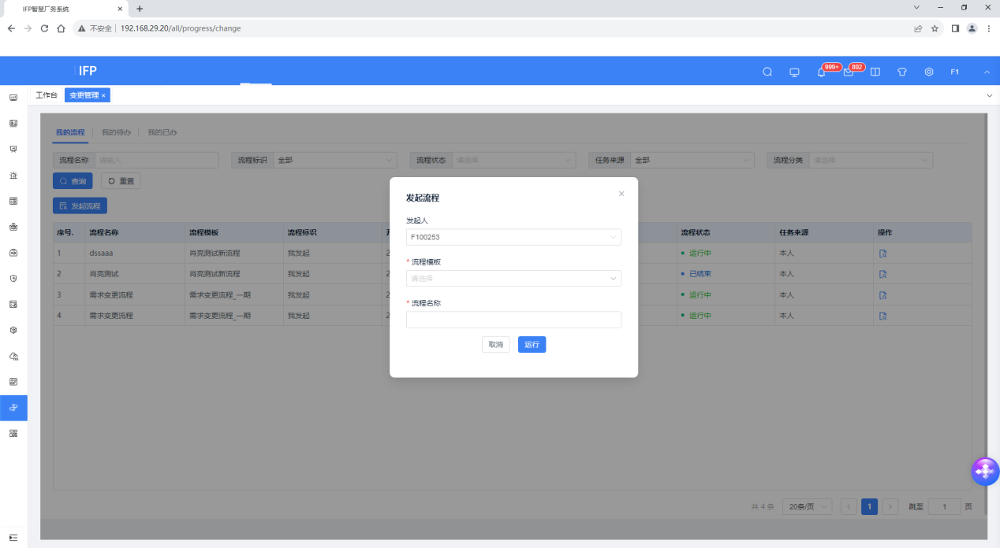 IFP智慧厂务系统
不安全 | 192.168.29.20/all/progress/change
IFP
999+ 802 F1
工作台 变更管理 ×
我的流程 | 我的待办 | 我的已办
流程名称 请输入 流程标识 全部 流程状态 请选择 任务来源 全部 流程分类 请选择
查询 重置
发起流程
序号. 流程名称 流程模板 流程标识 流程状态 任务来源 操作
1 dssaaa 肖亮测试新流程 我发起 2 运行中 本人
2 肖亮测试 肖亮测试新流程 我发起 2 已结束 本人
3 需求变更流程 需求变更流程_一期 我发起 2 运行中 本人
4 需求变更流程 需求变更流程_一期 我发起 2 运行中 本人
共 4 条 20条/页 1 跳至 1 页
发起流程
发起人
F100253
* 流程模板
请选择
* 流程名称
取消 运行